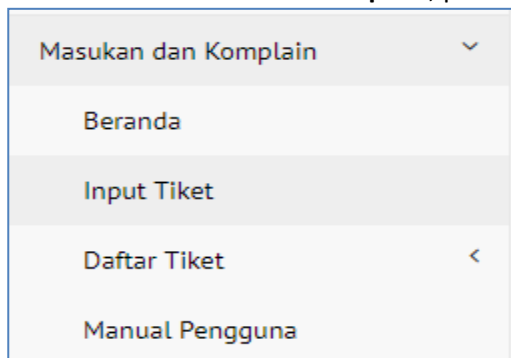 Masukan dan Komplain
Beranda
Input Tiket
Daftar Tiket
Manual Pengguna